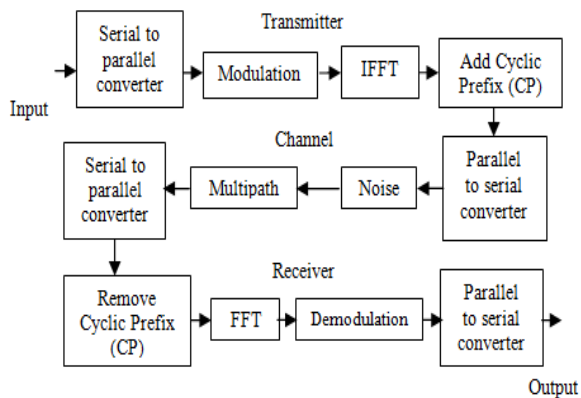 Transmitter
Input
Serial to
parallel
converter
Modulation
IFFT
Add Cyclic
Prefix (CP)
Channel
Parallel
to serial
converter
Noise
Multipath
Serial to
parallel
converter
Receiver
Remove
Cyclic Prefix
(CP)
FFT
Demodulation
Parallel
to serial
converter
Output